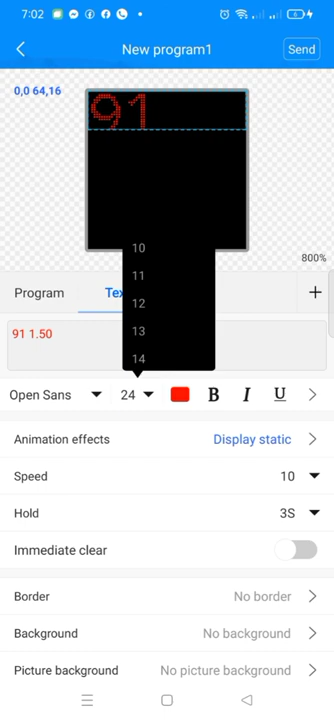 7:02
New program1
Send
0,0 64,16
91
800%
Program
Tex
+
10
11
12
13
14
91 1.50
Open Sans
24
B I U
Animation effects
Display static
Speed
10
Hold
3S
Immediate clear
Border
No border
Background
No background
Picture background
No picture background